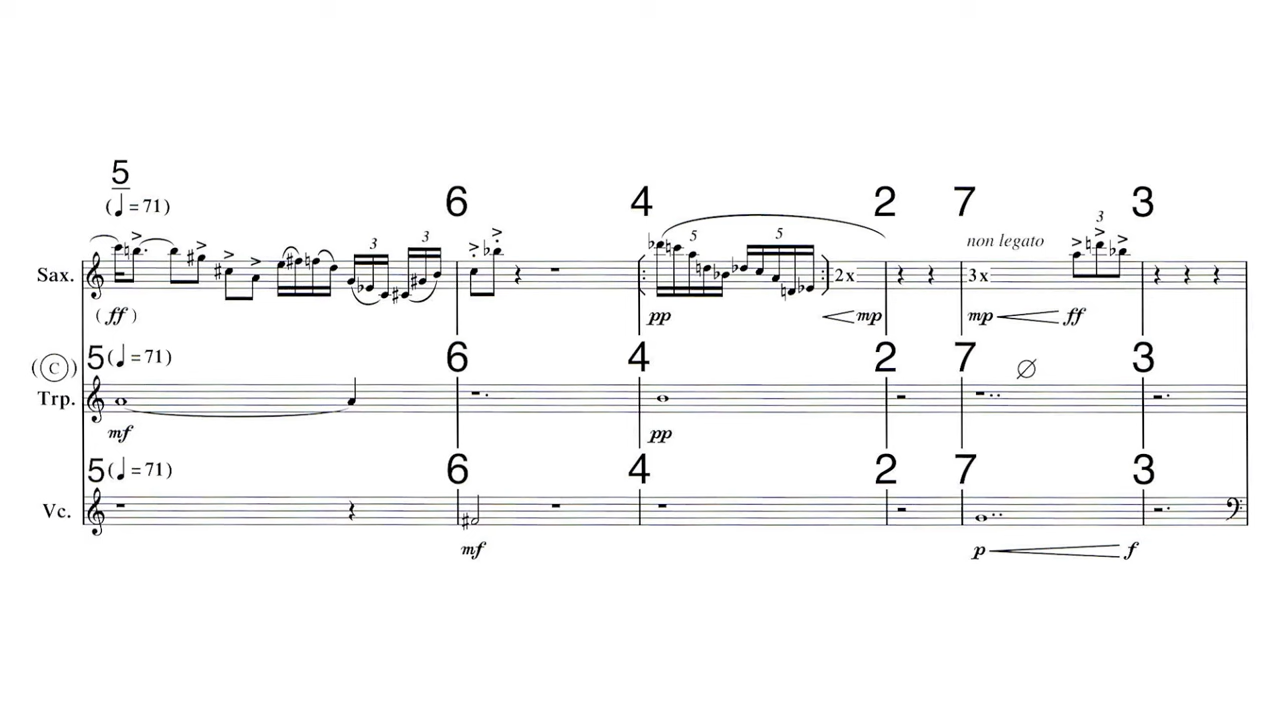 5
(♩=71) 6 4 2 7 3
3 3 5 5 non legato 3
Sax. 2x 3x
(ff) pp mp mp ff
(C) 5(♩=71) 6 4 2 7 ∅ 3
Trp.
mf pp
5(♩=71) 6 4 2 7 3
Vc.
mf p f